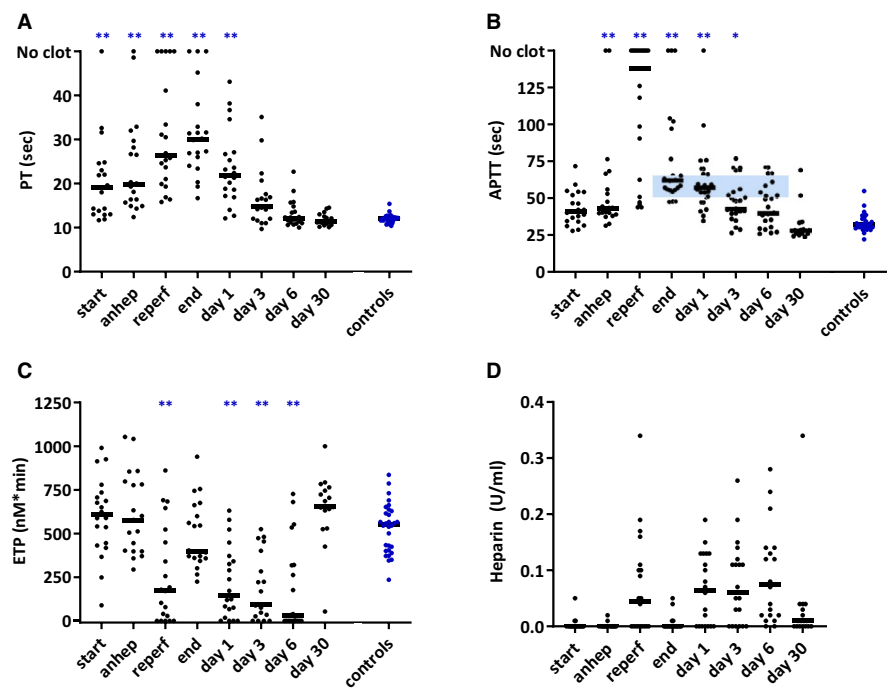 A
** ** ** ** **
No clot
40
30
20
10
0
PT (sec)
start
anhep
reperf
end
day 1
day 3
day 6
day 30
controls
B
** ** ** ** *
No clot
125
100
75
50
25
0
APTT (sec)
start
anhep
reperf
end
day 1
day 3
day 6
day 30
controls
C
** ** ** **
1250
1000
750
500
250
0
ETP (nM*min)
start
anhep
reperf
end
day 1
day 3
day 6
day 30
controls
D
0.4
0.3
0.2
0.1
0.0
Heparin (U/ml)
start
anhep
reperf
end
day 1
day 3
day 6
day 30